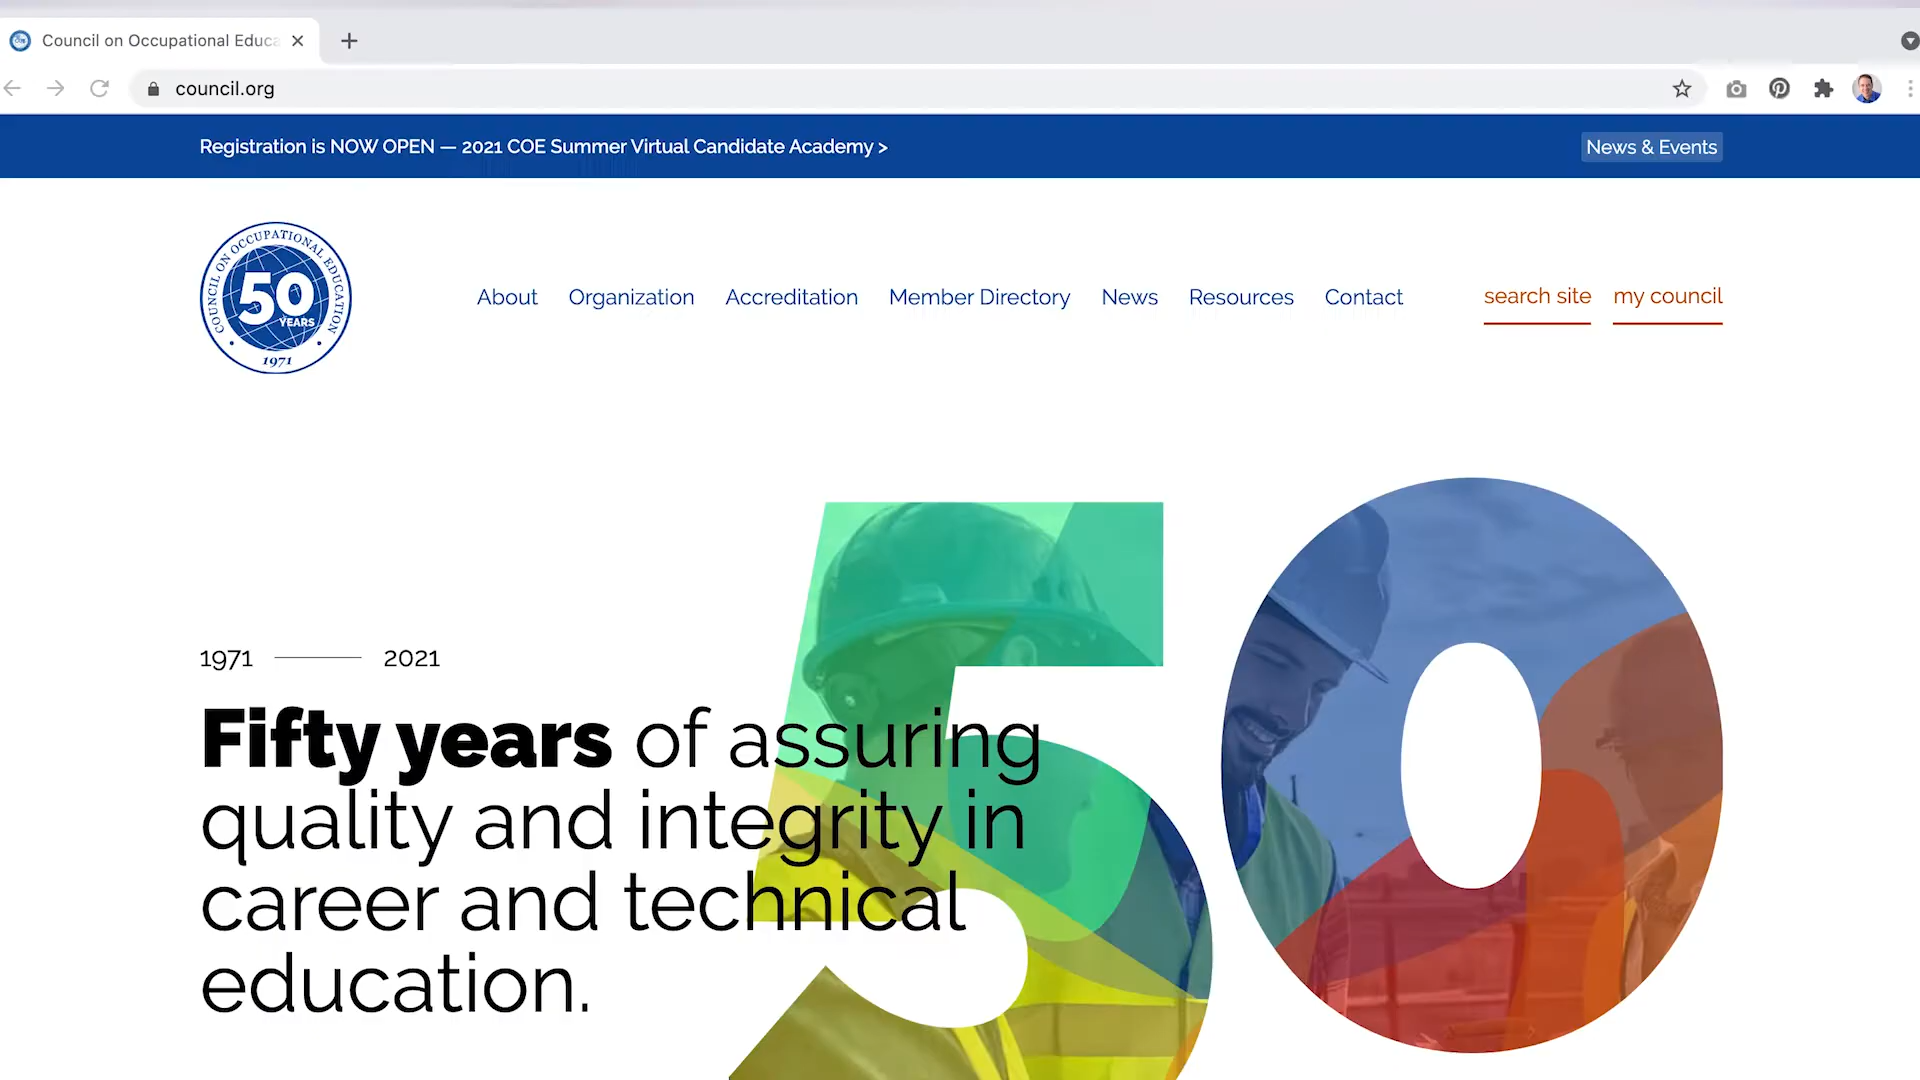 Council on Occupational Educa
council.org
Registration is NOW OPEN — 2021 COE Summer Virtual Candidate Academy >
News & Events
COUNCIL ON OCCUPATIONAL EDUCATION
50
YEARS
1971
About
Organization
Accreditation
Member Directory
News
Resources
Contact
search site
my council
50
1971
2021
Fifty years of assuring
quality and integrity in
career and technical
education.